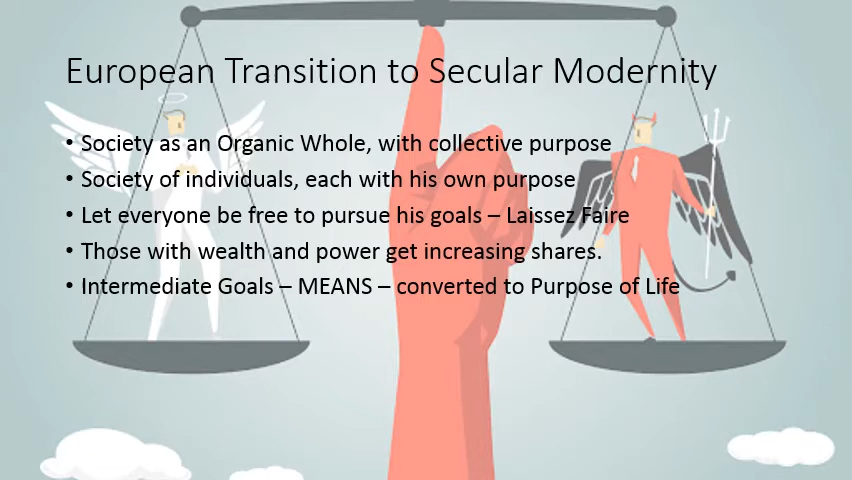 European Transition to Secular Modernity
• Society as an Organic Whole, with collective purpose
• Society of individuals, each with his own purpose
• Let everyone be free to pursue his goals – Laissez Faire
• Those with wealth and power get increasing shares.
• Intermediate Goals – MEANS – converted to Purpose of Life